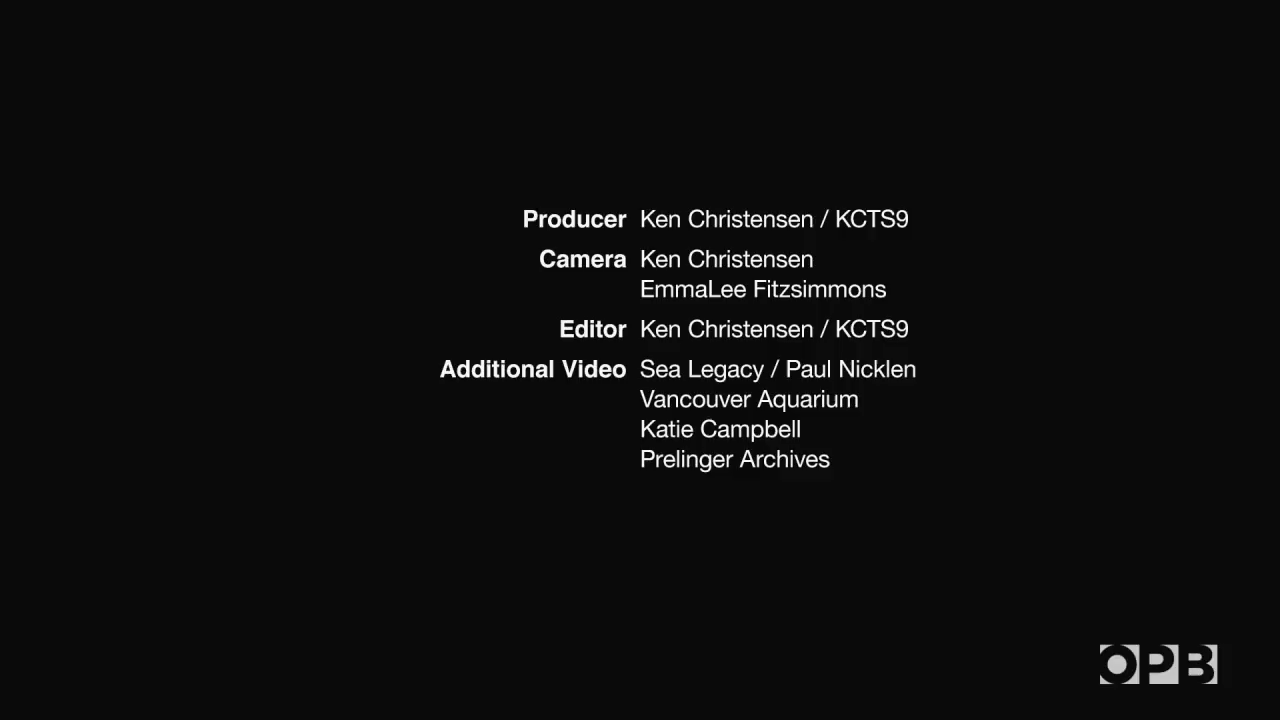 Producer Ken Christensen / KCTS9
Camera Ken Christensen
EmmaLee Fitzsimmons
Editor Ken Christensen / KCTS9
Additional Video Sea Legacy / Paul Nicklen
Vancouver Aquarium
Katie Campbell
Prelinger Archives
OPB